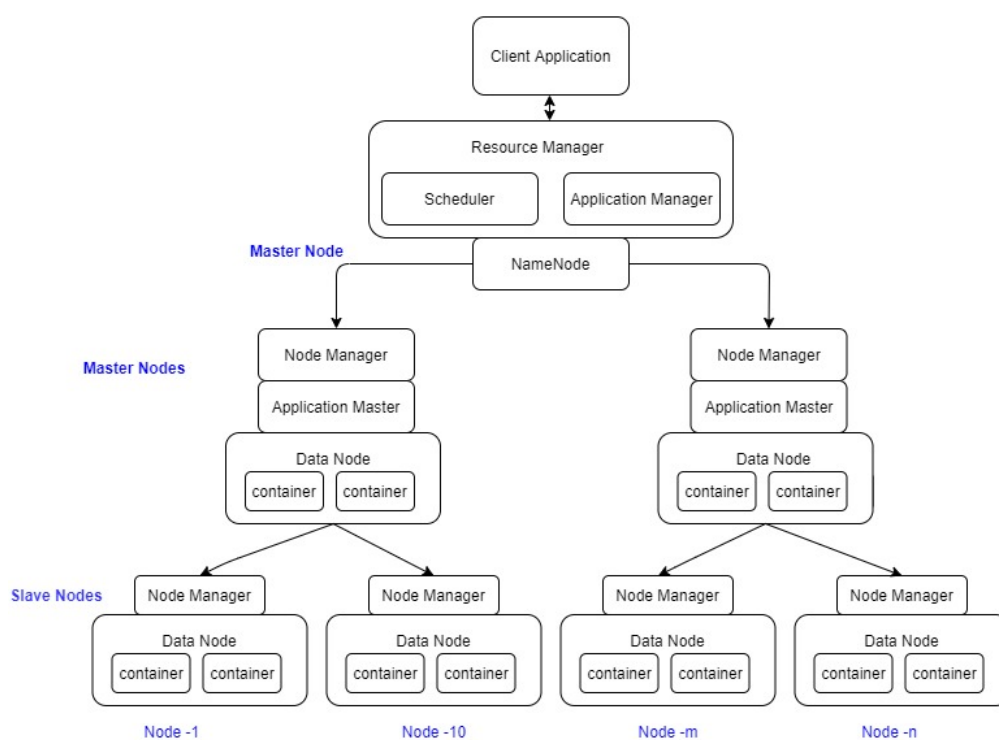 Client Application
Resource Manager
Scheduler
Application Manager
Master Node
NameNode
Master Nodes
Node Manager
Node Manager
Application Master
Application Master
Data Node
Data Node
container
container
container
container
Slave Nodes
Node Manager
Node Manager
Node Manager
Node Manager
Data Node
Data Node
Data Node
Data Node
container
container
container
container
container
container
container
container
Node -1
Node -10
Node -m
Node -n